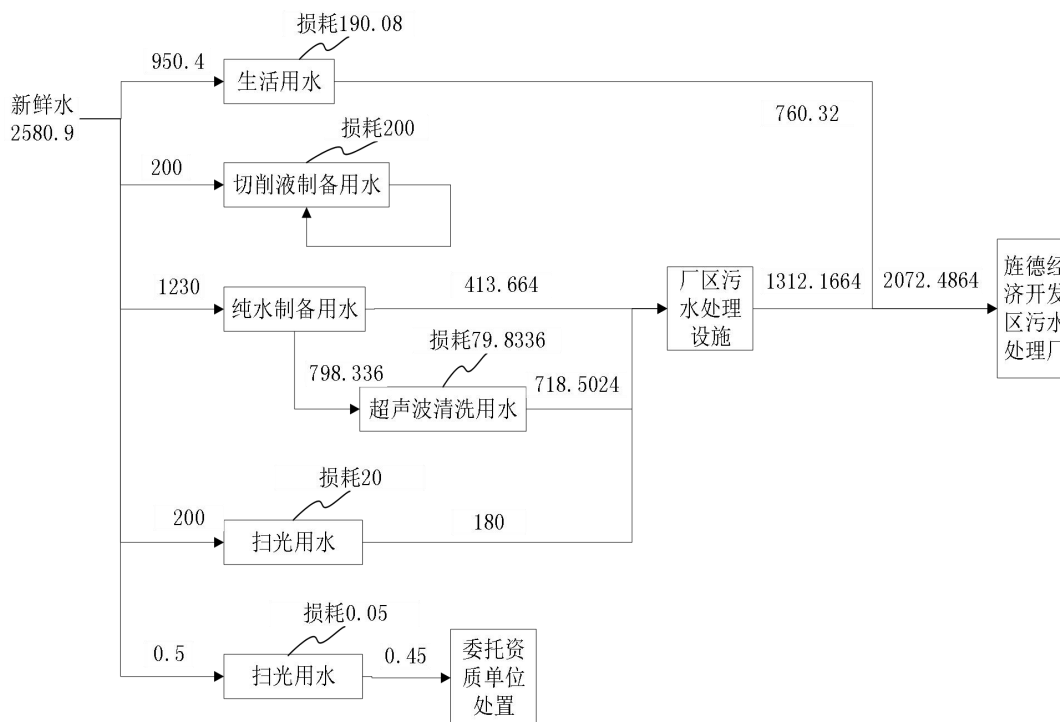 损耗190.08
950.4
生活用水
新鲜水
2580.9
760.32
损耗200
200
切削液制备用水
1230
纯水制备用水
413.664
厂区污
水处理
设施
1312.1664
2072.4864
旌德经
济开发
区污水
处理厂
损耗79.8336
798.336
超声波清洗用水
718.5024
损耗20
200
扫光用水
180
损耗0.05
0.5
扫光用水
0.45
委托资
质单位
处置